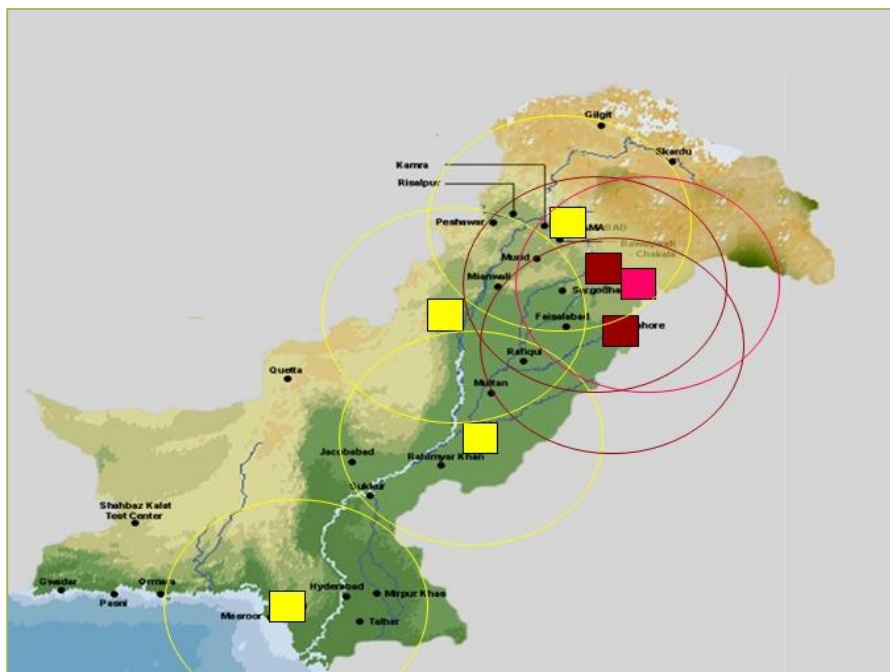 Gilgit
Skardu
Kamra
Risalpur
Peshawar
Murid
Mianwali
Faisalabad
Rafiqui
Multan
Quetta
Jacobabad
Rahimyar Khan
Sukkur
Shahbaz Kalat
Test Center
Gwadar
Pasni
Ormara
Hyderabad
Mirpur Khas
Masroor
Talhar